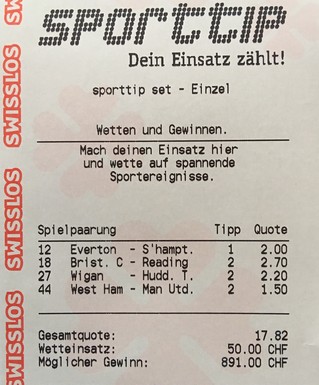 sporttip
Dein Einsatz zählt!
sporttip set - Einzel
Wetten und Gewinnen.
Mach deinen Einsatz hier
und wette auf spannende
Sportereignisse.
Spielpaarung Tipp Quote
12 Everton - S'hampt. 1 2.00
18 Brist. C - Reading 2 2.70
27 Wigan - Hudd. T. 2 2.20
44 West Ham - Man Utd. 2 1.50
Gesamtquote: 17.82
Wetteinsatz: 50.00 CHF
Möglicher Gewinn: 891.00 CHF
SWISSLOS
SWISSLOS
SWISSLOS